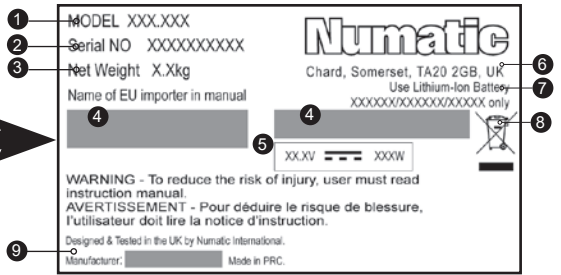 1 MODEL XXX.XXX
2 Serial NO XXXXXXXXXX
3 Net Weight X.Xkg
Name of EU importer in manual
4
Numatic
Chard, Somerset, TA20 2GB, UK 6
Use Lithium-Ion Battery 7
XXXXXX/XXXXXX/XXXXX only
4
8
5 XX.XV XXXW
WARNING - To reduce the risk of injury, user must read
instruction manual.
AVERTISSEMENT - Pour déduire le risque de blessure,
l'utilisateur doit lire la notice d'instruction.
Designed & Tested in the UK by Numatic International.
9 Manufacturer: Made in PRC.